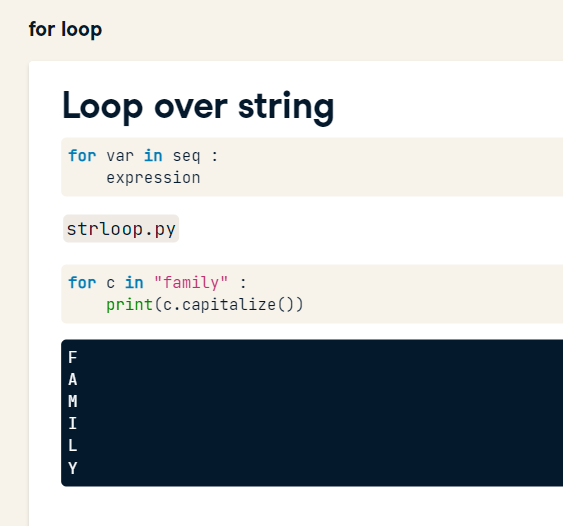 for loop
Loop over string
for var in seq :
    expression
strloop.py
for c in "family" :
    print(c.capitalize())
F
A
M
I
L
Y